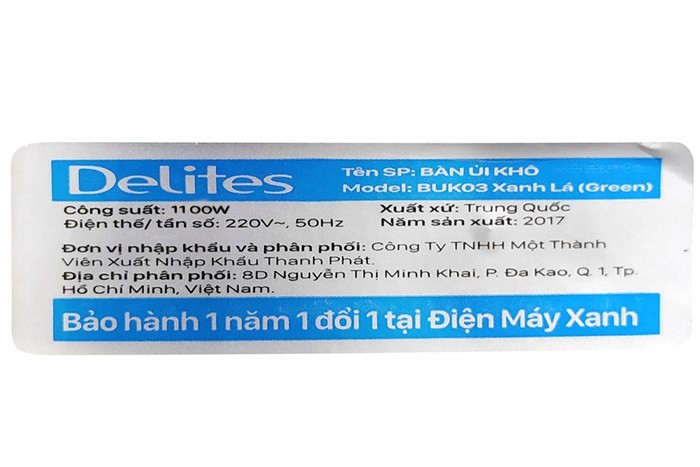 Delites
Tên SP: BÀN ỦI KHÔ
Model: BUK03 Xanh Lá (Green)
Công suất: 1100W
Điện thế/ tần số: 220V~, 50Hz
Xuất xứ: Trung Quốc
Năm sản xuất: 2017
Đơn vị nhập khẩu và phân phối: Công Ty TNHH Một Thành
Viên Xuất Nhập Khẩu Thanh Phát.
Địa chỉ phân phối: 8D Nguyễn Thị Minh Khai, P. Đa Kao, Q. 1, Tp.
Hồ Chí Minh, Việt Nam.
Bảo hành 1 năm 1 đổi 1 tại Điện Máy Xanh